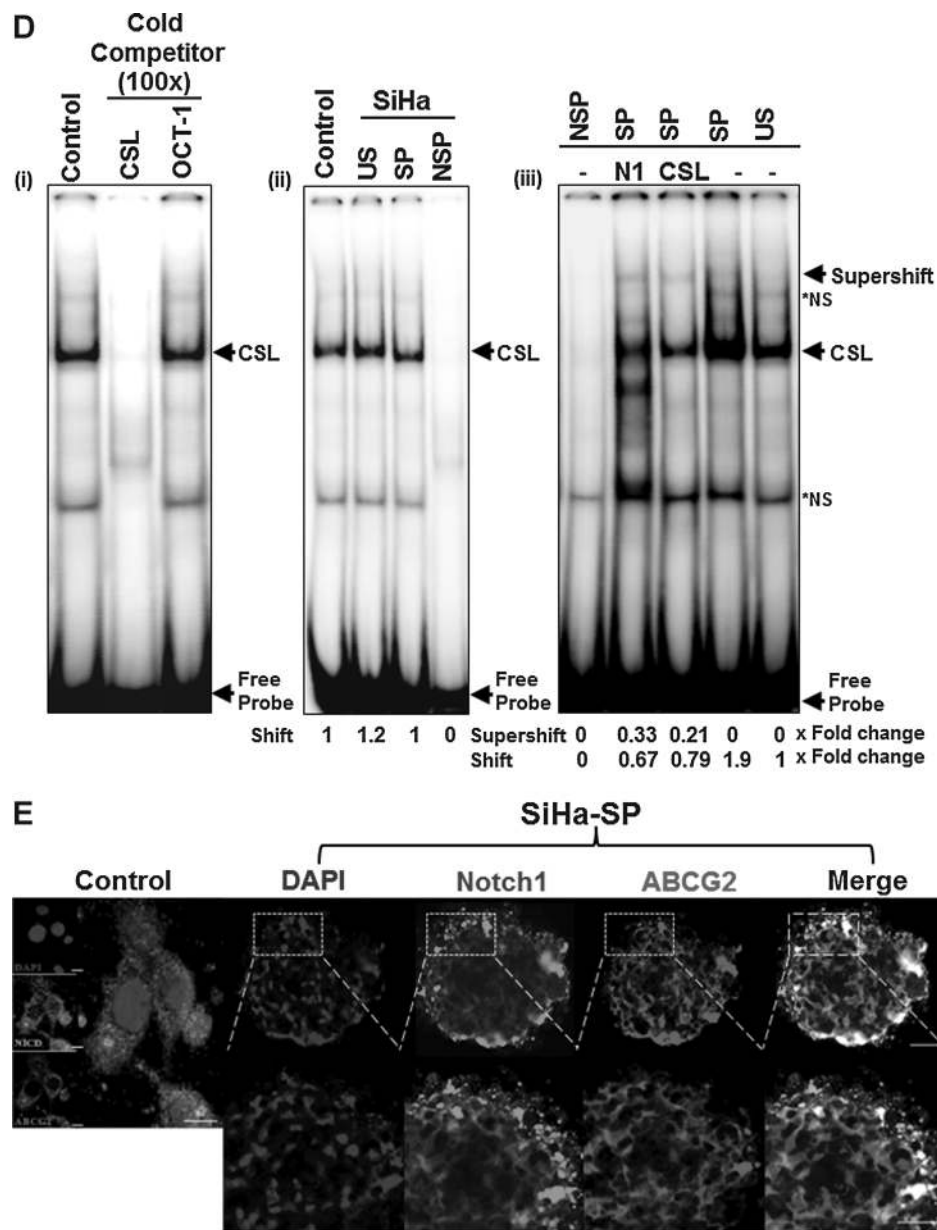 D
Cold
Competitor
(100x)
Control
CSL
OCT-1
(i)
CSL
Free
Probe
SiHa
Control
US
SP
NSP
(ii)
CSL
Free
Probe
Shift 1 1.2 1 0
NSP SP SP SP US
- N1 CSL - -
(iii)
Supershift
*NS
CSL
*NS
Free
Probe
Supershift 0 0.33 0.21 0 0 x Fold change
Shift 0 0.67 0.79 1.9 1 x Fold change
E
SiHa-SP
Control DAPI Notch1 ABCG2 Merge
DAPI
NICD
ABCG2